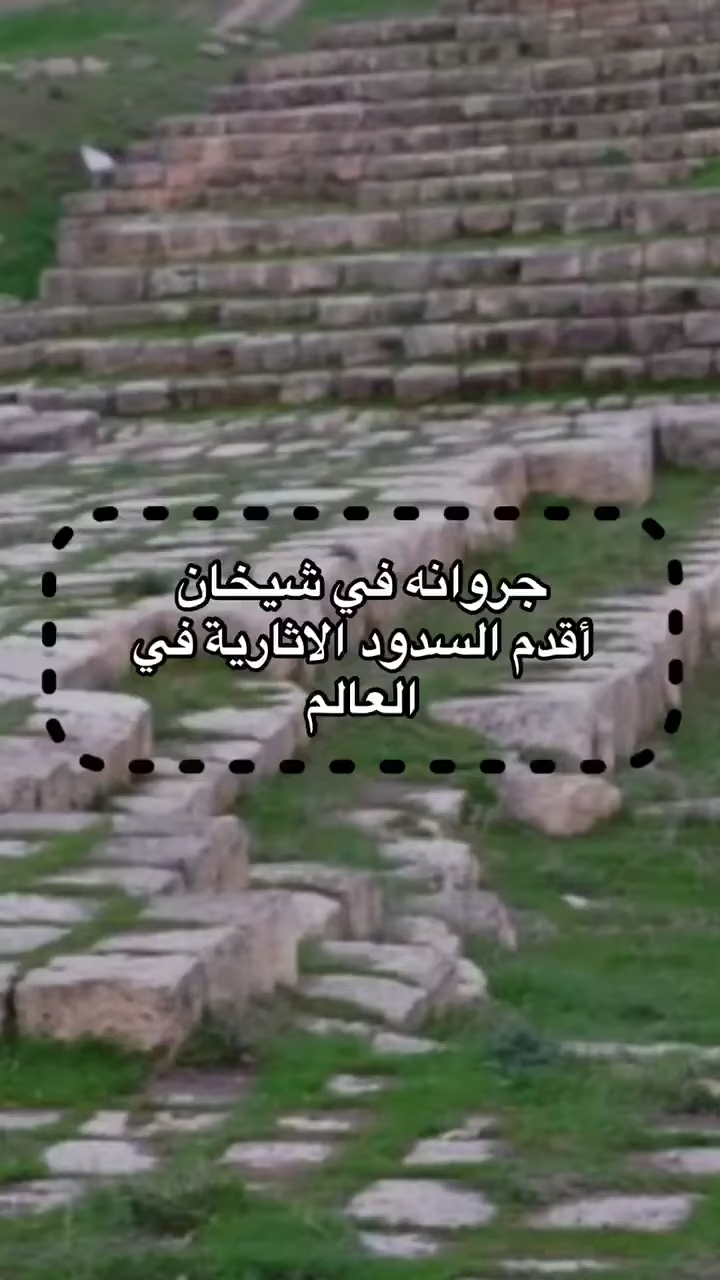 جروانه في شيخان
أقدم السدود الاثارية في
العالم